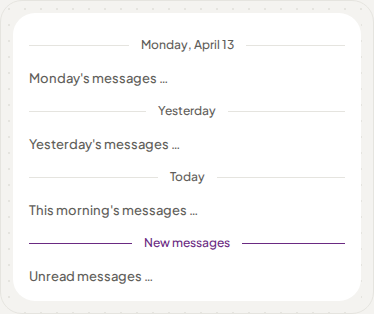 Monday, April 13
Monday's messages ...
Yesterday
Yesterday's messages ...
Today
This morning's messages ...
New messages
Unread messages ...